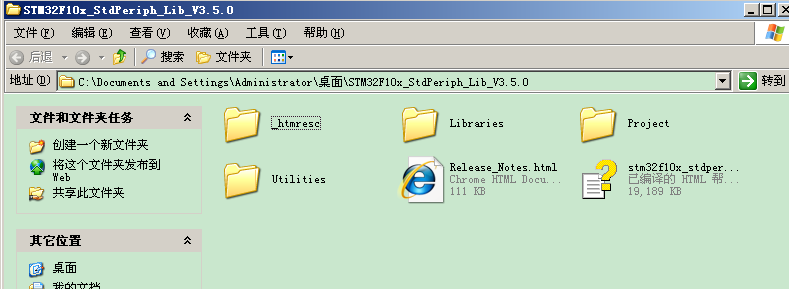 STM32F10x_StdPeriph_Lib_V3.5.0
文件(F) 编辑(E) 查看(V) 收藏(A) 工具(T) 帮助(H)
后退 搜索 文件夹
地址(D) C:\Documents and Settings\Administrator\桌面\STM32F10x_StdPeriph_Lib_V3.5.0 转到
文件和文件夹任务
创建一个新文件夹
将这个文件夹发布到
Web
共享此文件夹
其它位置
桌面
我的文档
_htmresc
Libraries
Project
Utilities
Release_Notes.html
Chrome HTML Docu...
111 KB
stm32f10x_stdper...
已编译的 HTML 帮...
19,189 KB